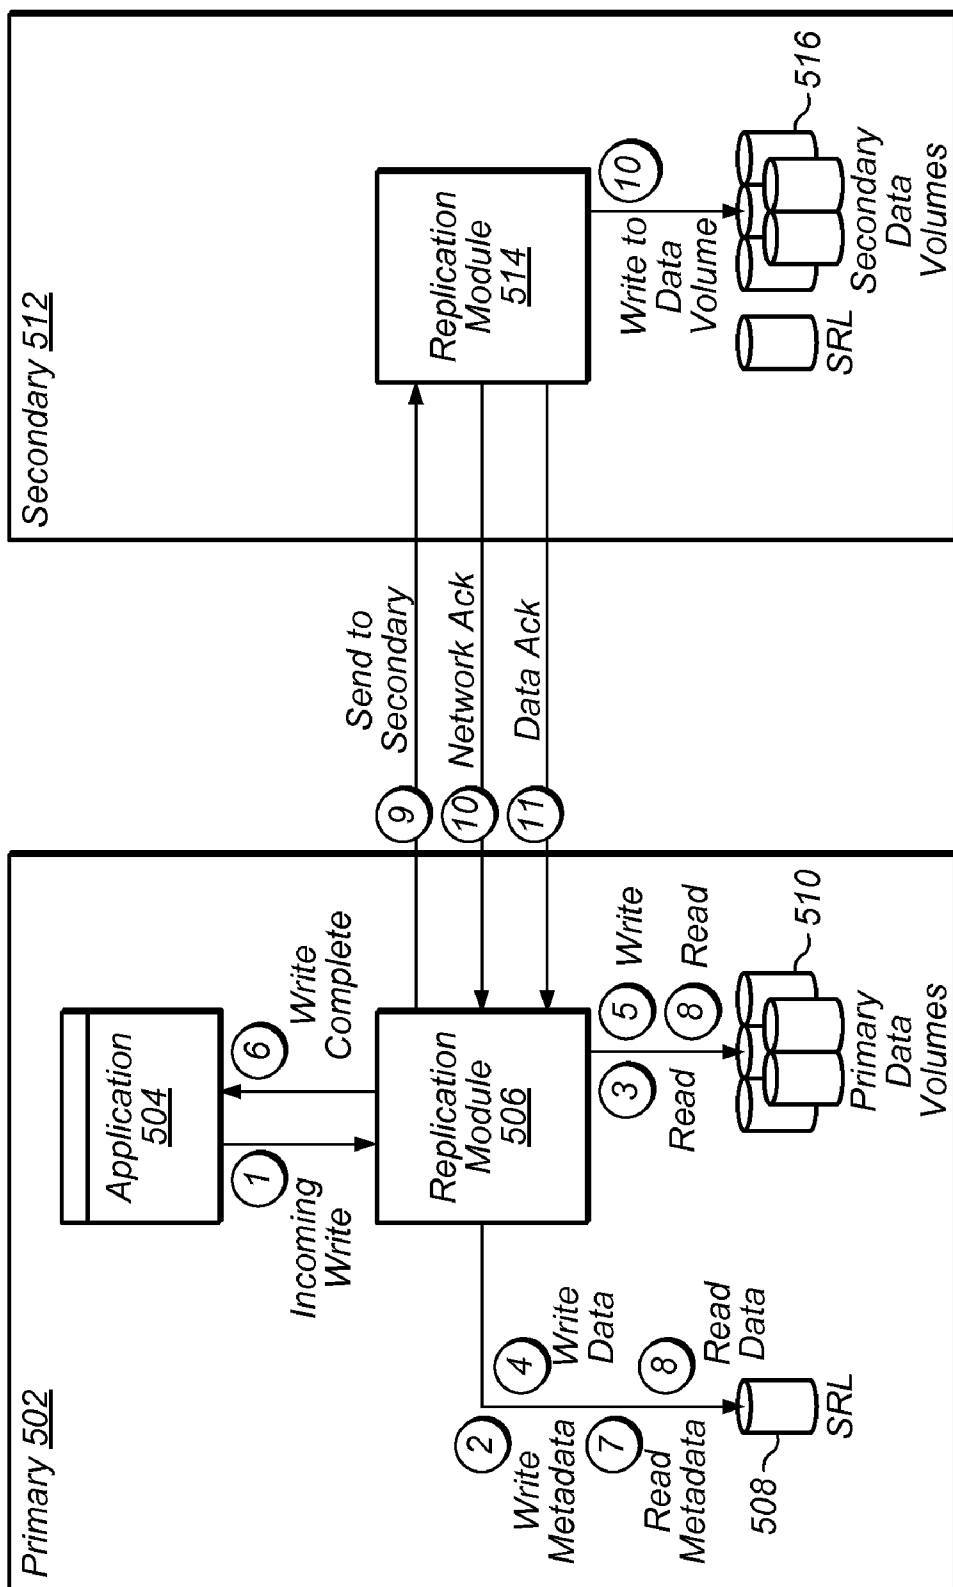 Primary 502
Application
504
1
Incoming
Write
6
Write
Complete
Replication
Module
506
2
Write
Metadata
4
Write
Data
7
Read
Metadata
8
Read
Data
508
SRL
3
Read
5
Write
8
Read
510
Primary
Data
Volumes
9
Send to
Secondary
10
Network Ack
11
Data Ack
Secondary 512
Replication
Module
514
Write to
Data
Volume
10
SRL
516
Secondary
Data
Volumes